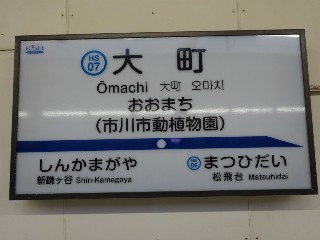 HS
07
大町
Ōmachi 大町 오마치
おおまち
(市川市動植物園)
しんかまがや
新鎌ヶ谷 Shin-Kamagaya
まつひだい
松飛台 Matsuhidai